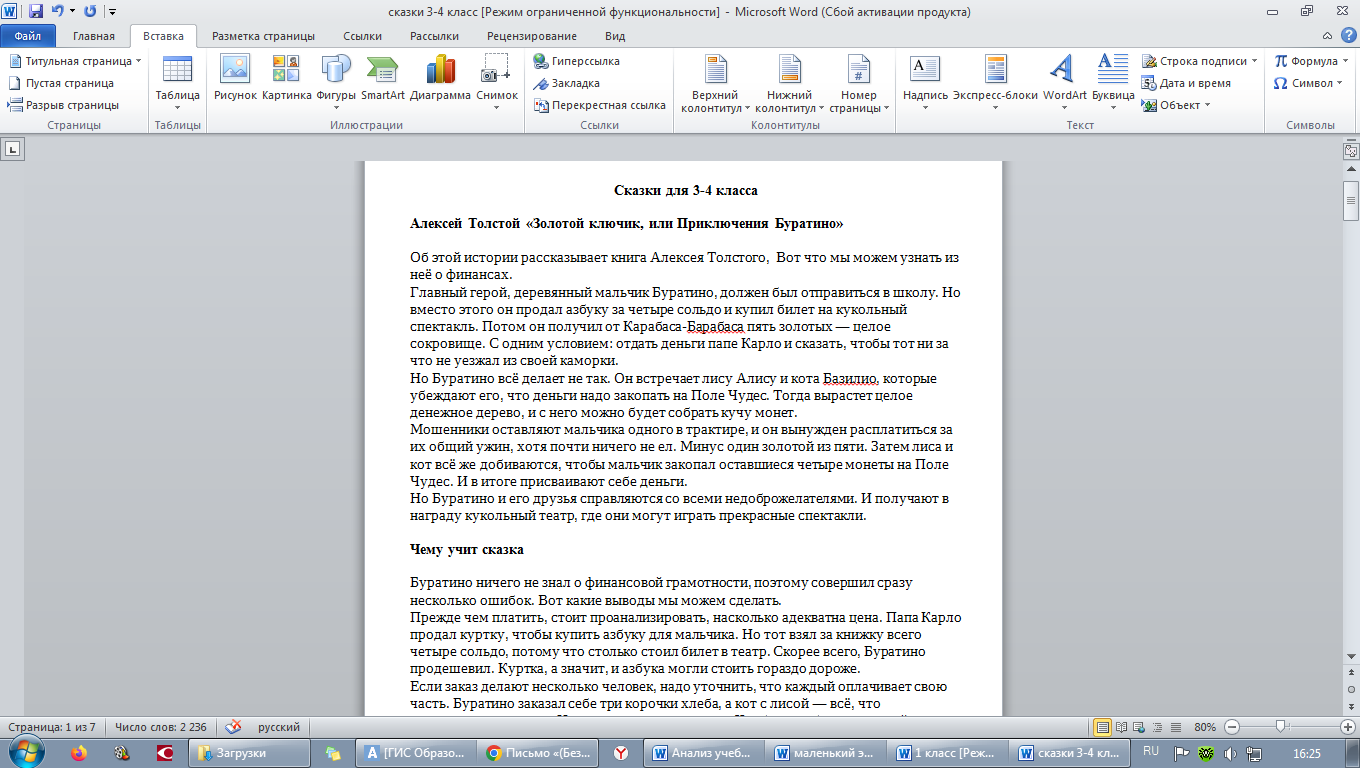 сказки 3-4 класс [Режим ограниченной функциональности] - Microsoft Word (Сбой активации продукта)
Файл Главная Вставка Разметка страницы Ссылки Рассылки Рецензирование Вид
Титульная страница
Пустая страница
Разрыв страницы
Страницы
Таблица
Таблицы
Рисунок Картинка Фигуры SmartArt Диаграмма Снимок
Иллюстрации
Гиперссылка
Закладка
Перекрестная ссылка
Ссылки
Верхний колонтитул
Нижний колонтитул
Номер страницы
Колонтитулы
Надпись Экспресс-блоки WordArt Буквица
Строка подписи
Дата и время
Объект
Текст
Формула
Символ
Символы
Сказки для 3-4 класса
Алексей Толстой «Золотой ключик, или Приключения Буратино»
Об этой истории рассказывает книга Алексея Толстого, Вот что мы можем узнать из
неё о финансах.
Главный герой, деревянный мальчик Буратино, должен был отправиться в школу. Но
вместо этого он продал азбуку за четыре сольдо и купил билет на кукольный
спектакль. Потом он получил от Карабаса-Барабаса пять золотых — целое
сокровище. С одним условием: отдать деньги папе Карло и сказать, чтобы тот ни за
что не уезжал из своей каморки.
Но Буратино всё делает не так. Он встречает лису Алису и кота Базилио, которые
убеждают его, что деньги надо закопать на Поле Чудес. Тогда вырастет целое
денежное дерево, и с него можно будет собрать кучу монет.
Мошенники оставляют мальчика одного в трактире, и он вынужден расплатиться за
их общий ужин, хотя почти ничего не ел. Минус один золотой из пяти. Затем лиса и
кот всё же добиваются, чтобы мальчик закопал оставшиеся четыре монеты на Поле
Чудес. И в итоге присваивают себе деньги.
Но Буратино и его друзья справляются со всеми недоброжелателями. И получают в
награду кукольный театр, где они могут играть прекрасные спектакли.
Чему учит сказка
Буратино ничего не знал о финансовой грамотности, поэтому совершил сразу
несколько ошибок. Вот какие выводы мы можем сделать.
Прежде чем платить, стоит проанализировать, насколько адекватна цена. Папа Карло
продал куртку, чтобы купить азбуку для мальчика. Но тот взял за книжку всего
четыре сольдо, потому что столько стоил билет в театр. Скорее всего, Буратино
продешевил. Куртка, а значит, и азбука могли стоить гораздо дороже.
Если заказ делают несколько человек, надо уточнить, что каждый оплачивает свою
часть. Буратино заказал себе три корочки хлеба, а кот с лисой — всё, что
Страница: 1 из 7 Число слов: 2 236 русский 80%
Загрузки [ГИС Образо... Письмо «(Без... Анализ учеб... маленький э... 1 класс [Реж... сказки 3-4 кл... RU 16:25